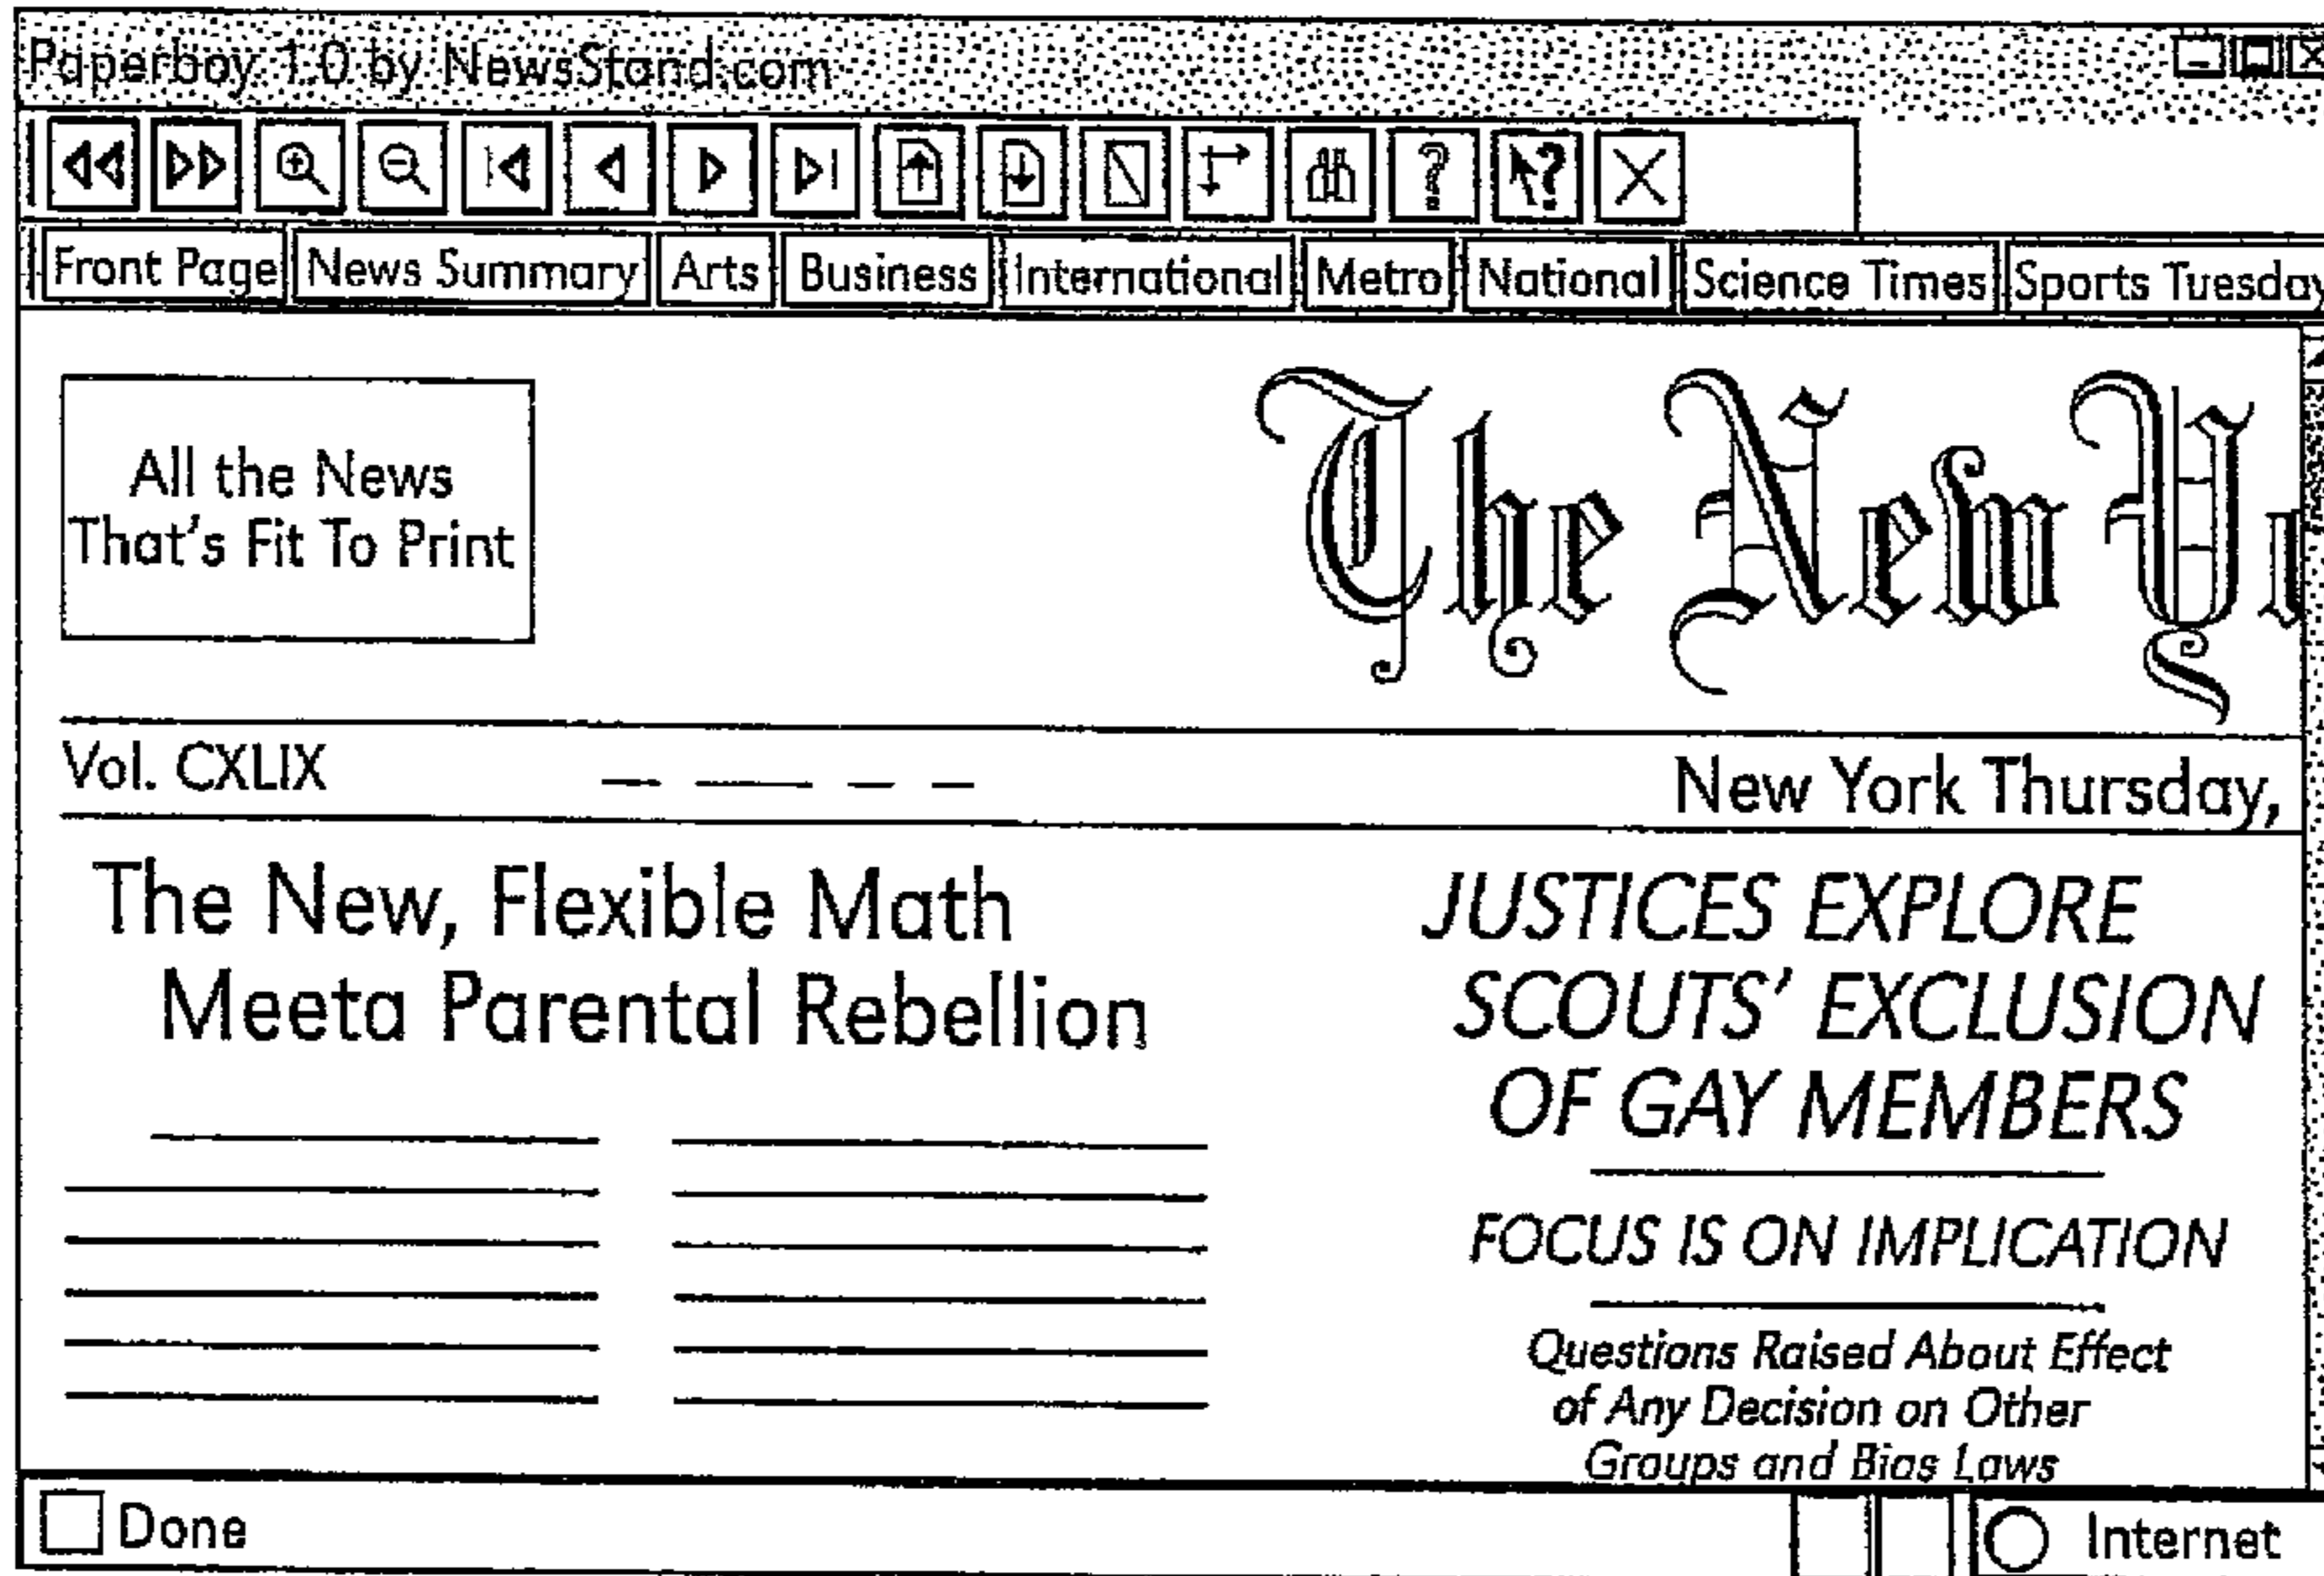 Paperboy 1.0 by NewsStand.com
Front Page News Summary Arts Business International Metro National Science Times Sports Tuesday
All the News
That's Fit To Print
The New Yo
Vol. CXLIX
New York Thursday,
The New, Flexible Math
Meeta Parental Rebellion
JUSTICES EXPLORE
SCOUTS' EXCLUSION
OF GAY MEMBERS
FOCUS IS ON IMPLICATION
Questions Raised About Effect
of Any Decision on Other
Groups and Bias Laws
Done
Internet